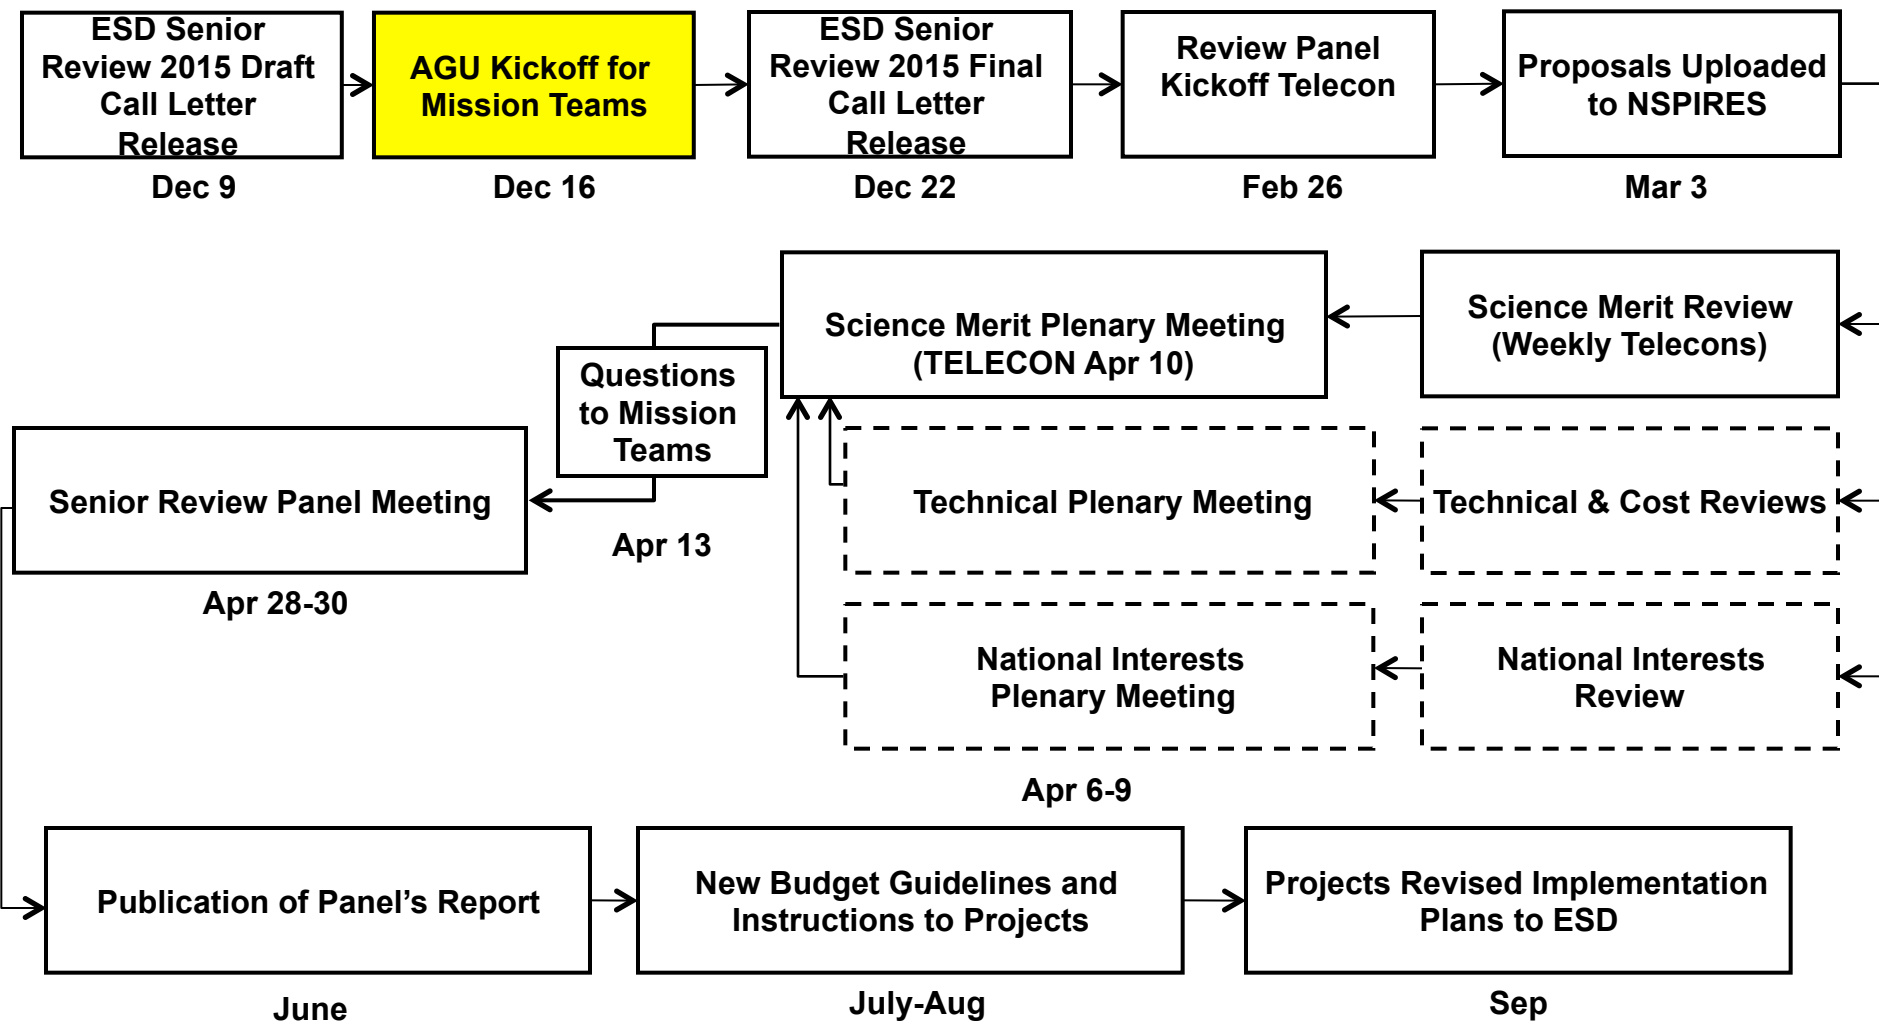 ESD Senior
Review 2015 Draft
Call Letter
Release
Dec 9
AGU Kickoff for
Mission Teams
Dec 16
ESD Senior
Review 2015 Final
Call Letter
Release
Dec 22
Review Panel
Kickoff Telecon
Feb 26
Proposals Uploaded
to NSPIRES
Mar 3
Science Merit Review
(Weekly Telecons)
Science Merit Plenary Meeting
(TELECON Apr 10)
Technical & Cost Reviews
Technical Plenary Meeting
National Interests
Review
National Interests
Plenary Meeting
Apr 6-9
Questions
to Mission
Teams
Apr 13
Senior Review Panel Meeting
Apr 28-30
Publication of Panel’s Report
June
New Budget Guidelines and
Instructions to Projects
July-Aug
Projects Revised Implementation
Plans to ESD
Sep